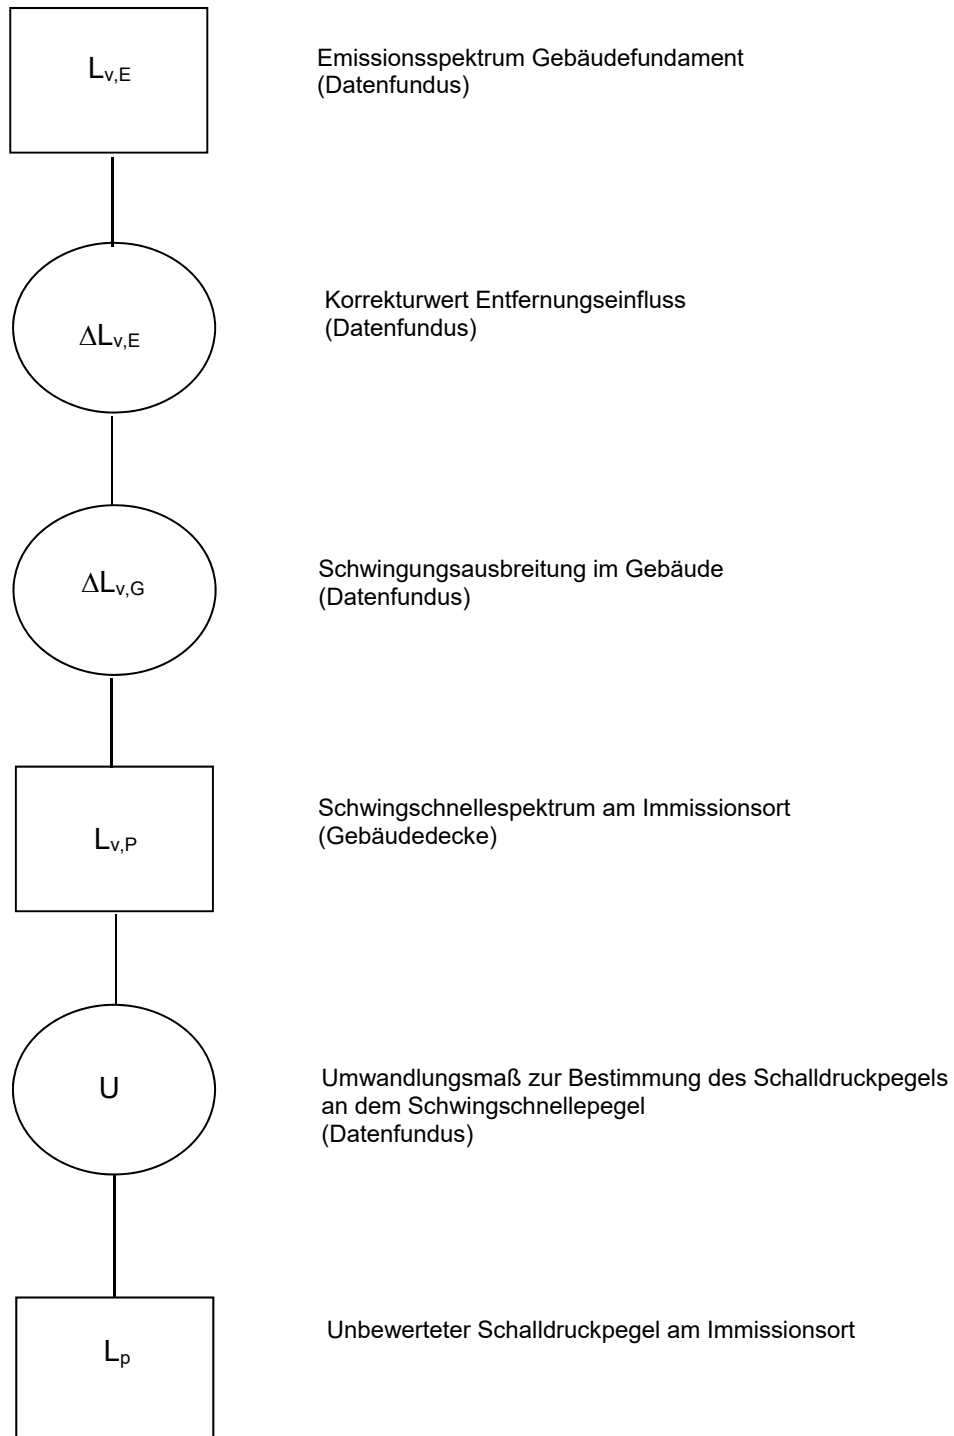 Lv,E
Emissionsspektrum Gebäudefundament
(Datenfundus)
ΔLv,E
Korrekturwert Entfernungseinfluss
(Datenfundus)
ΔLv,G
Schwingungsausbreitung im Gebäude
(Datenfundus)
Lv,P
Schwingschnellespektrum am Immissionsort
(Gebäudedecke)
U
Umwandlungsmaß zur Bestimmung des Schalldruckpegels
an dem Schwingschnellepegel
(Datenfundus)
Lp
Unbewerteter Schalldruckpegel am Immissionsort